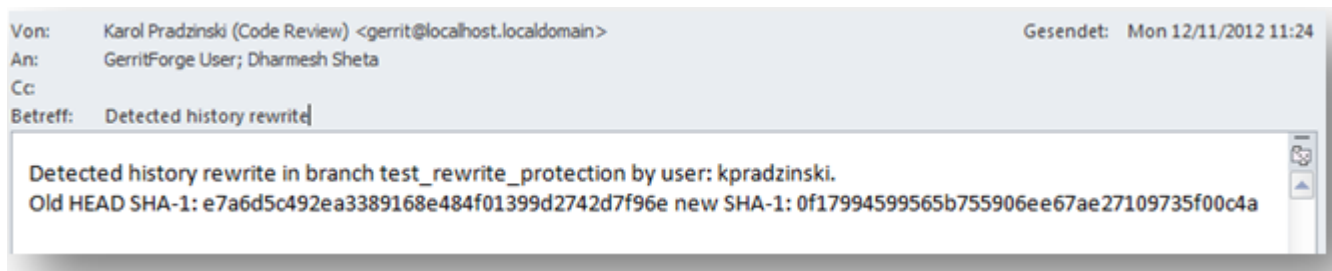 Von: Karol Pradzinski (Code Review) <gerrit@localhost.localdomain> Gesendet: Mon 12/11/2012 11:24
An: GerritForge User; Dharmesh Sheta
Cc:
Betreff: Detected history rewrite
Detected history rewrite in branch test_rewrite_protection by user: kpradzinski.
Old HEAD SHA-1: e7a6d5c492ea3389168e484f01399d2742d7f96e new SHA-1: 0f17994599565b755906ee67ae27109735f00c4a